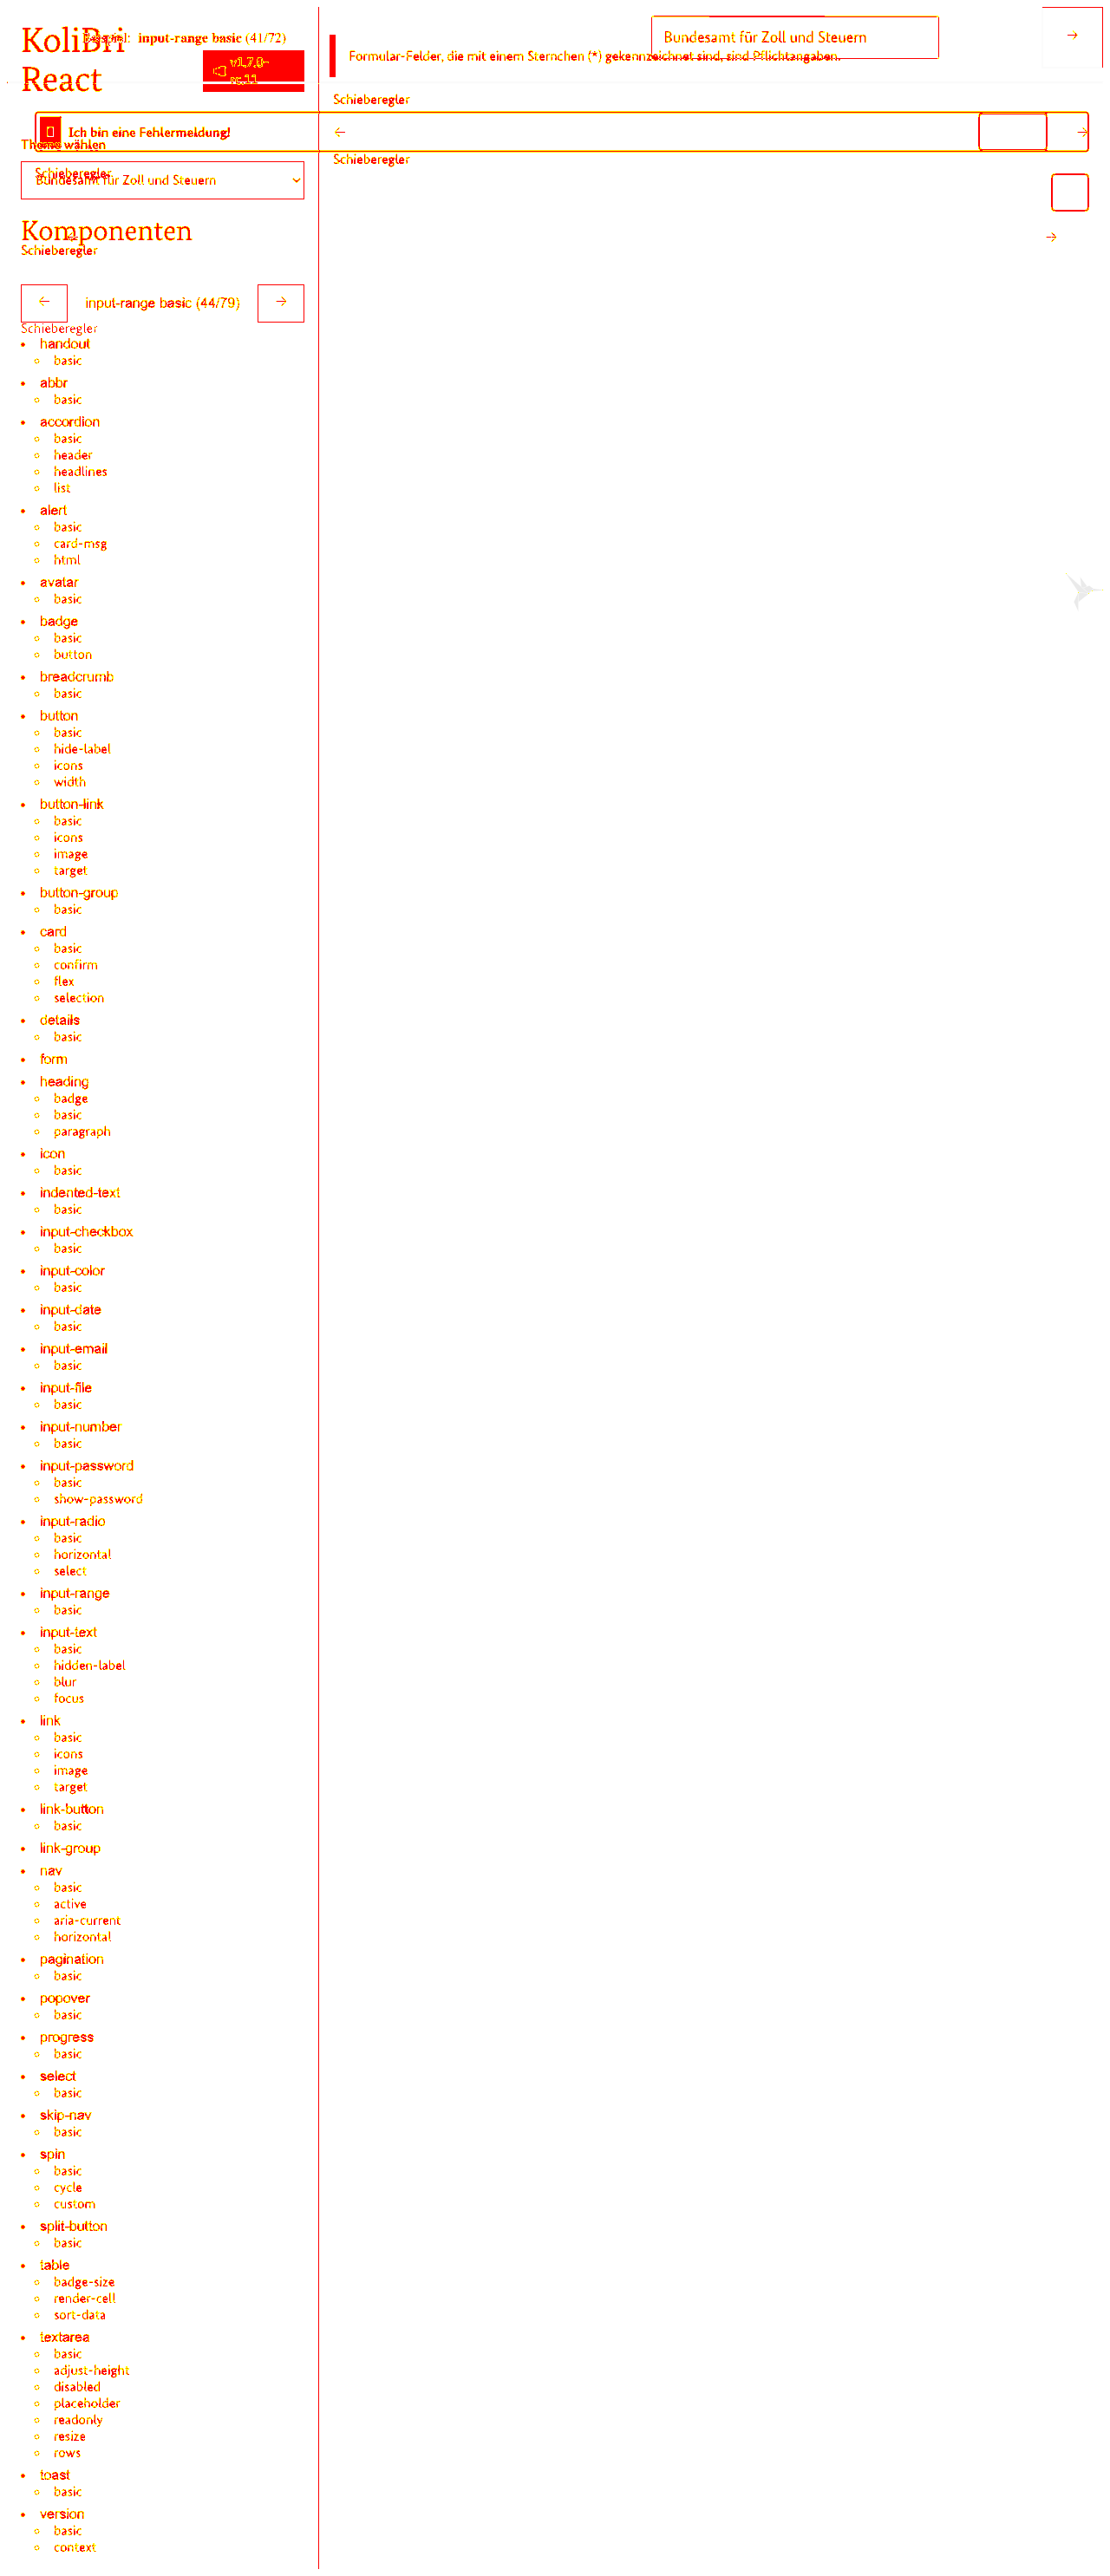 KoliBri
React
Beispiel: input-range basic (41/72)
v1.7.0-
rc.11
Bundesamt für Zoll und Steuern
→
Formular-Felder, die mit einem Sternchen (*) gekennzeichnet sind, sind Pflichtangaben.
Schieberegler
Ich bin eine Fehlermeldung!
← →
Theme wählen
Schieberegler
Schieberegler
Bundesamt für Zoll und Steuern
Komponenten
→
Schieberegler
← input-range basic (44/79) →
Schieberegler
• handout
◦ basic
• abbr
◦ basic
• accordion
◦ basic
◦ header
◦ headlines
◦ list
• alert
◦ basic
◦ card-msg
◦ html
• avatar
◦ basic
• badge
◦ basic
◦ button
• breadcrumb
◦ basic
• button
◦ basic
◦ hide-label
◦ icons
◦ width
• button-link
◦ basic
◦ icons
◦ image
◦ target
• button-group
◦ basic
• card
◦ basic
◦ confirm
◦ flex
◦ selection
• details
◦ basic
• form
• heading
◦ badge
◦ basic
◦ paragraph
• icon
◦ basic
• indented-text
◦ basic
• input-checkbox
◦ basic
• input-color
◦ basic
• input-date
◦ basic
• input-email
◦ basic
• input-file
◦ basic
• input-number
◦ basic
• input-password
◦ basic
◦ show-password
• input-radio
◦ basic
◦ horizontal
◦ select
• input-range
◦ basic
• input-text
◦ basic
◦ hidden-label
◦ blur
◦ focus
• link
◦ basic
◦ icons
◦ image
◦ target
• link-button
◦ basic
• link-group
• nav
◦ basic
◦ active
◦ aria-current
◦ horizontal
• pagination
◦ basic
• popover
◦ basic
• progress
◦ basic
• select
◦ basic
• skip-nav
◦ basic
• spin
◦ basic
◦ cycle
◦ custom
• split-button
◦ basic
• table
◦ badge-size
◦ render-cell
◦ sort-data
• textarea
◦ basic
◦ adjust-height
◦ disabled
◦ placeholder
◦ readonly
◦ resize
◦ rows
• toast
◦ basic
• version
◦ basic
◦ context